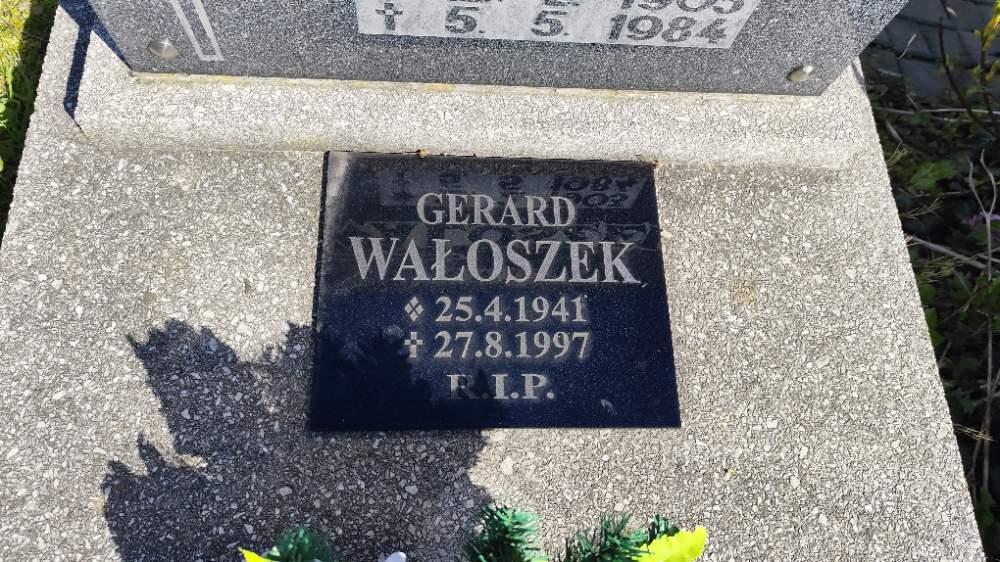 ✝ 5. 5. 1984
GERARD
WAŁOSZEK
❖ 25.4.1941
✝ 27.8.1997
R.I.P.